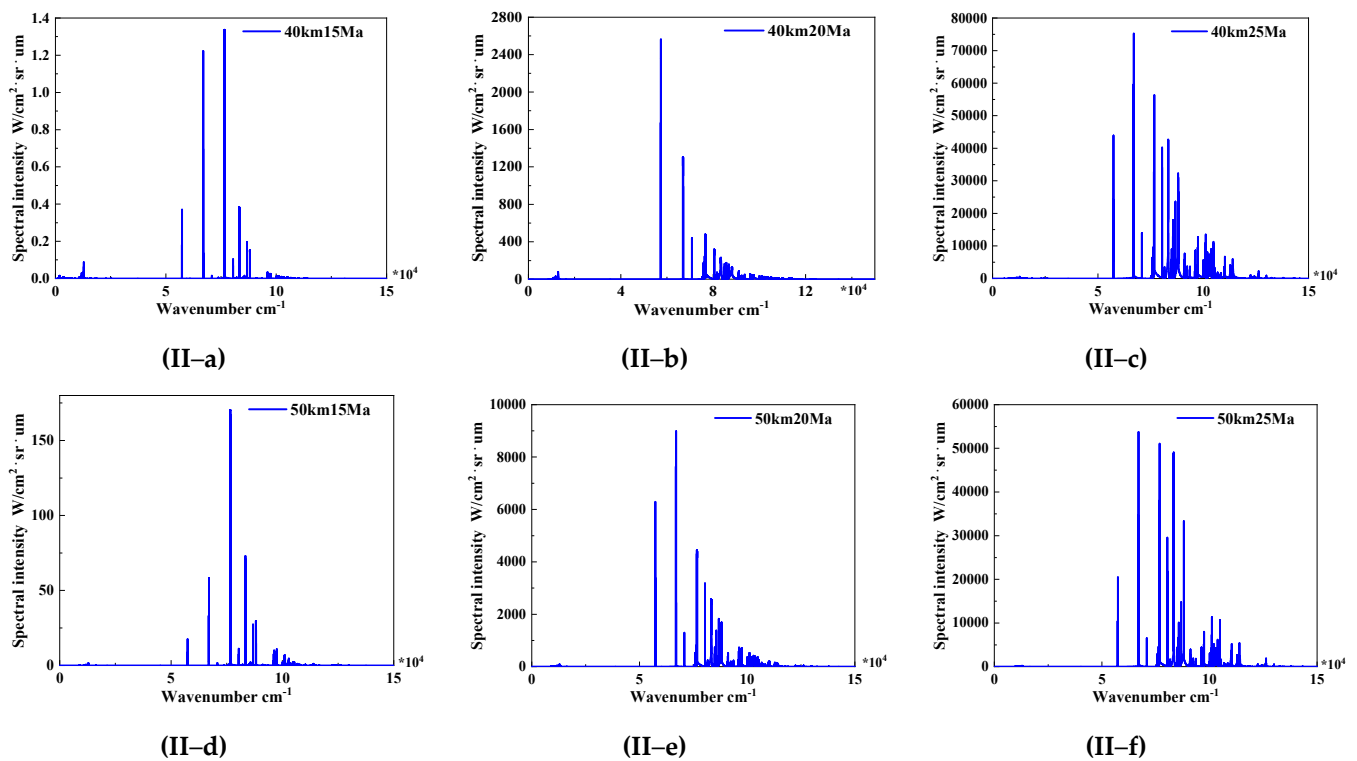 40km15Ma
Spectral intensity W/cm²·sr·um
1.4
1.2
1.0
0.8
0.6
0.4
0.2
0.0
0 5 10 15
*10⁴
Wavenumber cm⁻¹
(II–a)
40km20Ma
Spectral intensity W/cm²·sr·um
2800
2600
1800
1200
800
400
0
0 4 8 12
*10⁴
Wavenumber cm⁻¹
(II–b)
40km25Ma
Spectral intensity W/cm²·sr·um
80000
70000
60000
50000
40000
30000
20000
10000
0
0 5 10 15
*10⁴
Wavenumber cm⁻¹
(II–c)
50km15Ma
Spectral intensity W/cm²·sr·um
150
100
50
0
0 5 10 15
*10⁴
Wavenumber cm⁻¹
(II–d)
50km20Ma
Spectral intensity W/cm²·sr·um
10000
8000
6000
4000
2000
0
0 5 10 15
*10⁴
Wavenumber cm⁻¹
(II–e)
50km25Ma
Spectral intensity W/cm²·sr·um
60000
50000
40000
30000
20000
10000
0
0 5 10 15
*10⁴
Wavenumber cm⁻¹
(II–f)